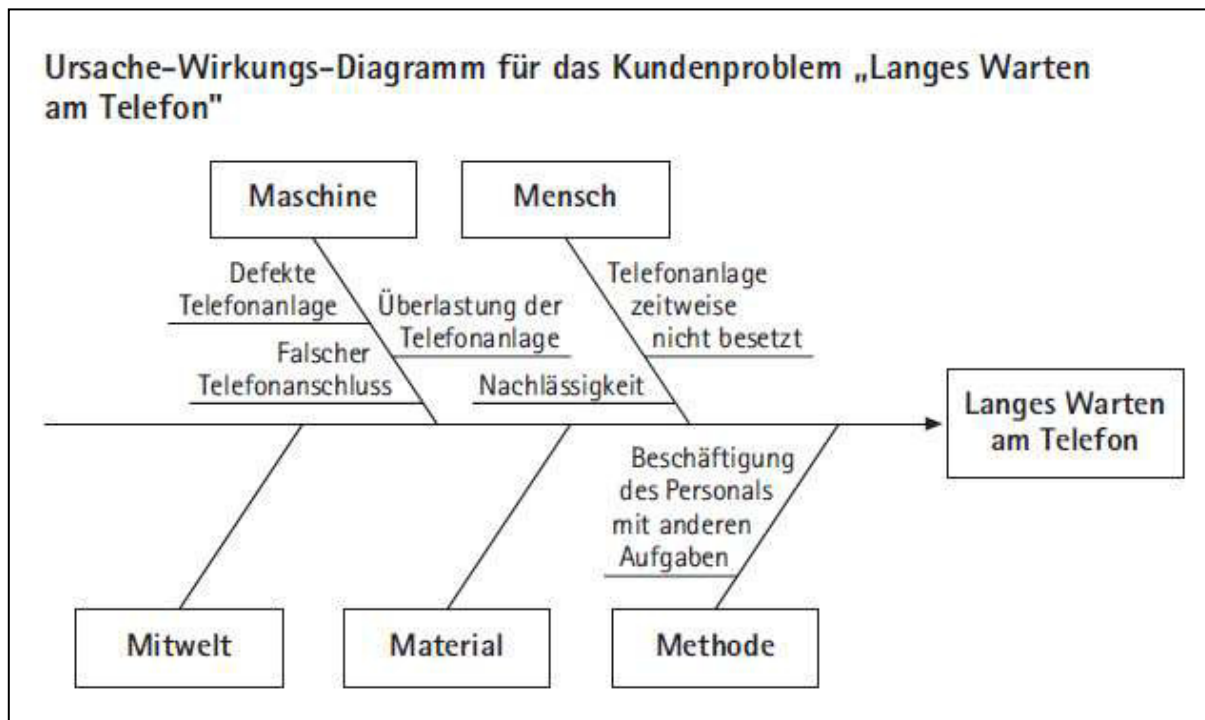 Ursache-Wirkungs-Diagramm für das Kundenproblem „Langes Warten
am Telefon"
Maschine
Mensch
Defekte
Telefonanlage
Überlastung der
Telefonanlage
Falscher
Telefonanschluss
Telefonanlage
zeitweise
nicht besetzt
Nachlässigkeit
Langes Warten
am Telefon
Beschäftigung
des Personals
mit anderen
Aufgaben
Mitwelt
Material
Methode